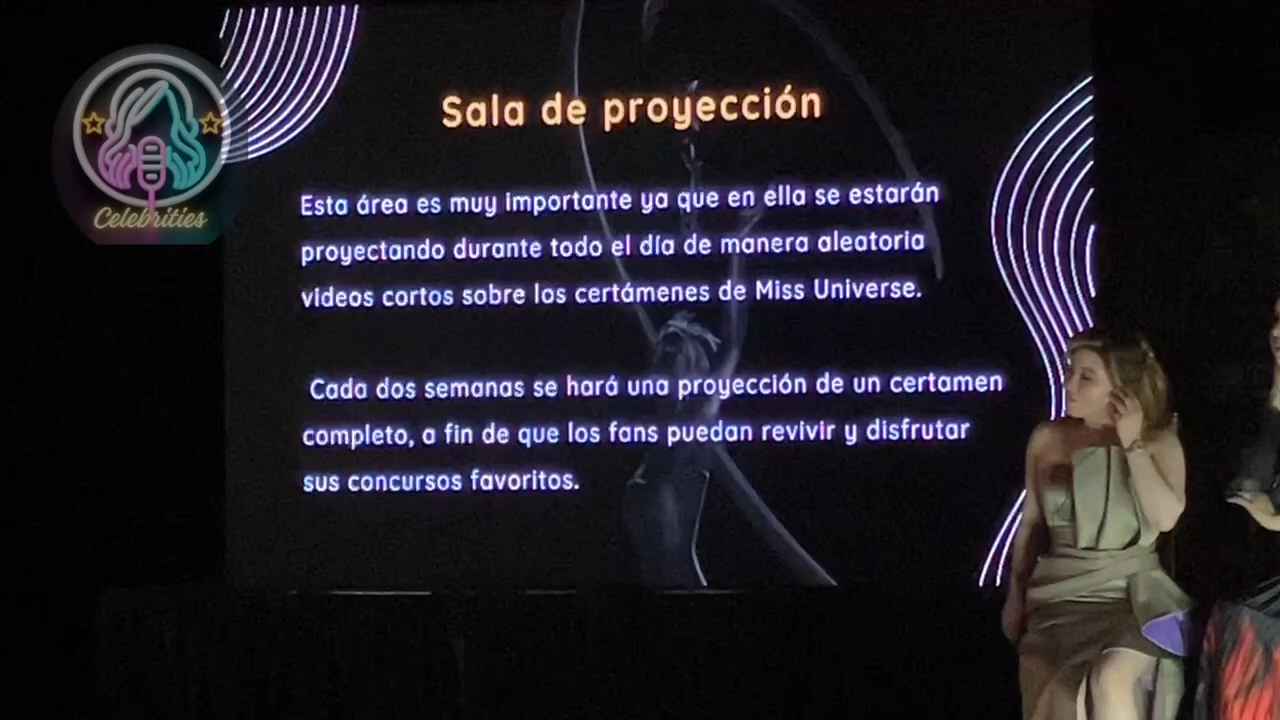 Sala de proyección
Esta área es muy importante ya que en ella se estarán
proyectando durante todo el día de manera aleatoria
videos cortos sobre los certámenes de Miss Universe.
Cada dos semanas se hará una proyección de un certamen
completo, a fin de que los fans puedan revivir y disfrutar
sus concursos favoritos.
Celebrities